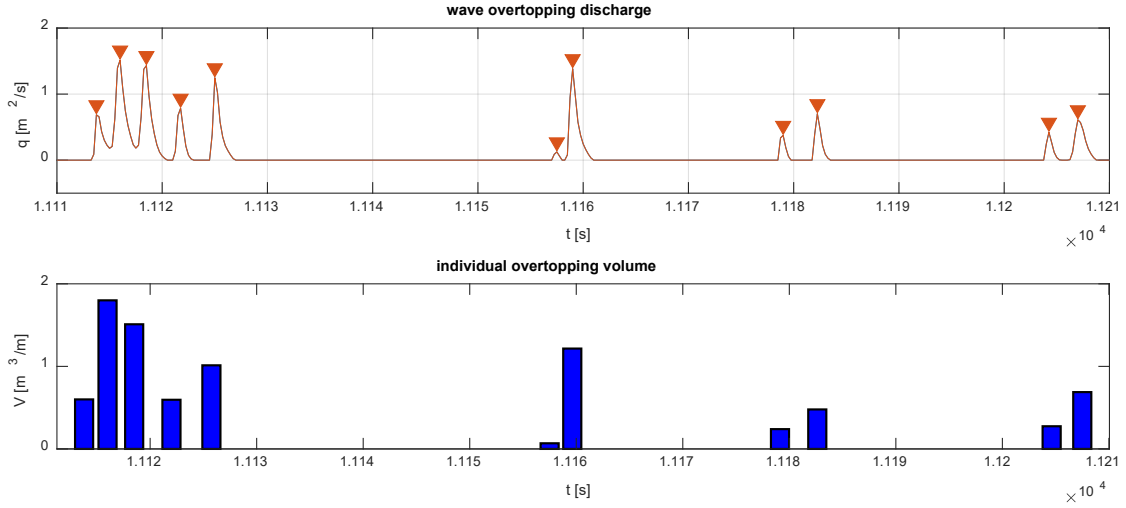 wave overtopping discharge
2
1
0
q [m 2 /s]
1.111 1.112 1.113 1.114 1.115 1.116 1.117 1.118 1.119 1.12 1.121
t [s]
×10 4
individual overtopping volume
2
1
0
V [m 3 /m]
1.112 1.113 1.114 1.115 1.116 1.117 1.118 1.119 1.12 1.121
t [s]
×10 4